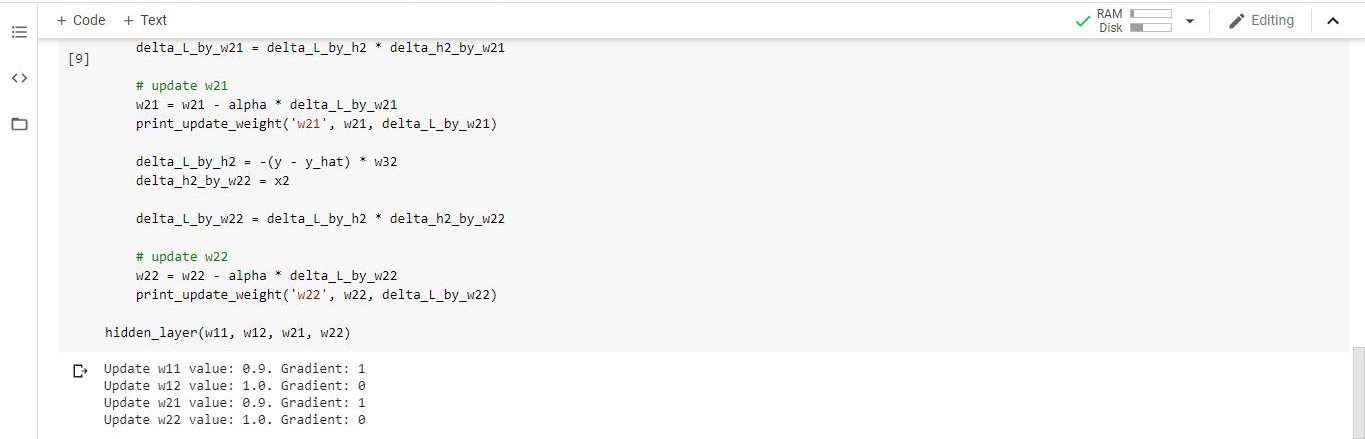 + Code + Text
RAM
Disk
Editing
delta_L_by_w21 = delta_L_by_h2 * delta_h2_by_w21
[9]
# update w21
w21 = w21 - alpha * delta_L_by_w21
print_update_weight('w21', w21, delta_L_by_w21)
delta_L_by_h2 = -(y - y_hat) * w32
delta_h2_by_w22 = x2
delta_L_by_w22 = delta_L_by_h2 * delta_h2_by_w22
# update w22
w22 = w22 - alpha * delta_L_by_w22
print_update_weight('w22', w22, delta_L_by_w22)
hidden_layer(w11, w12, w21, w22)
Update w11 value: 0.9. Gradient: 1
Update w12 value: 1.0. Gradient: 0
Update w21 value: 0.9. Gradient: 1
Update w22 value: 1.0. Gradient: 0